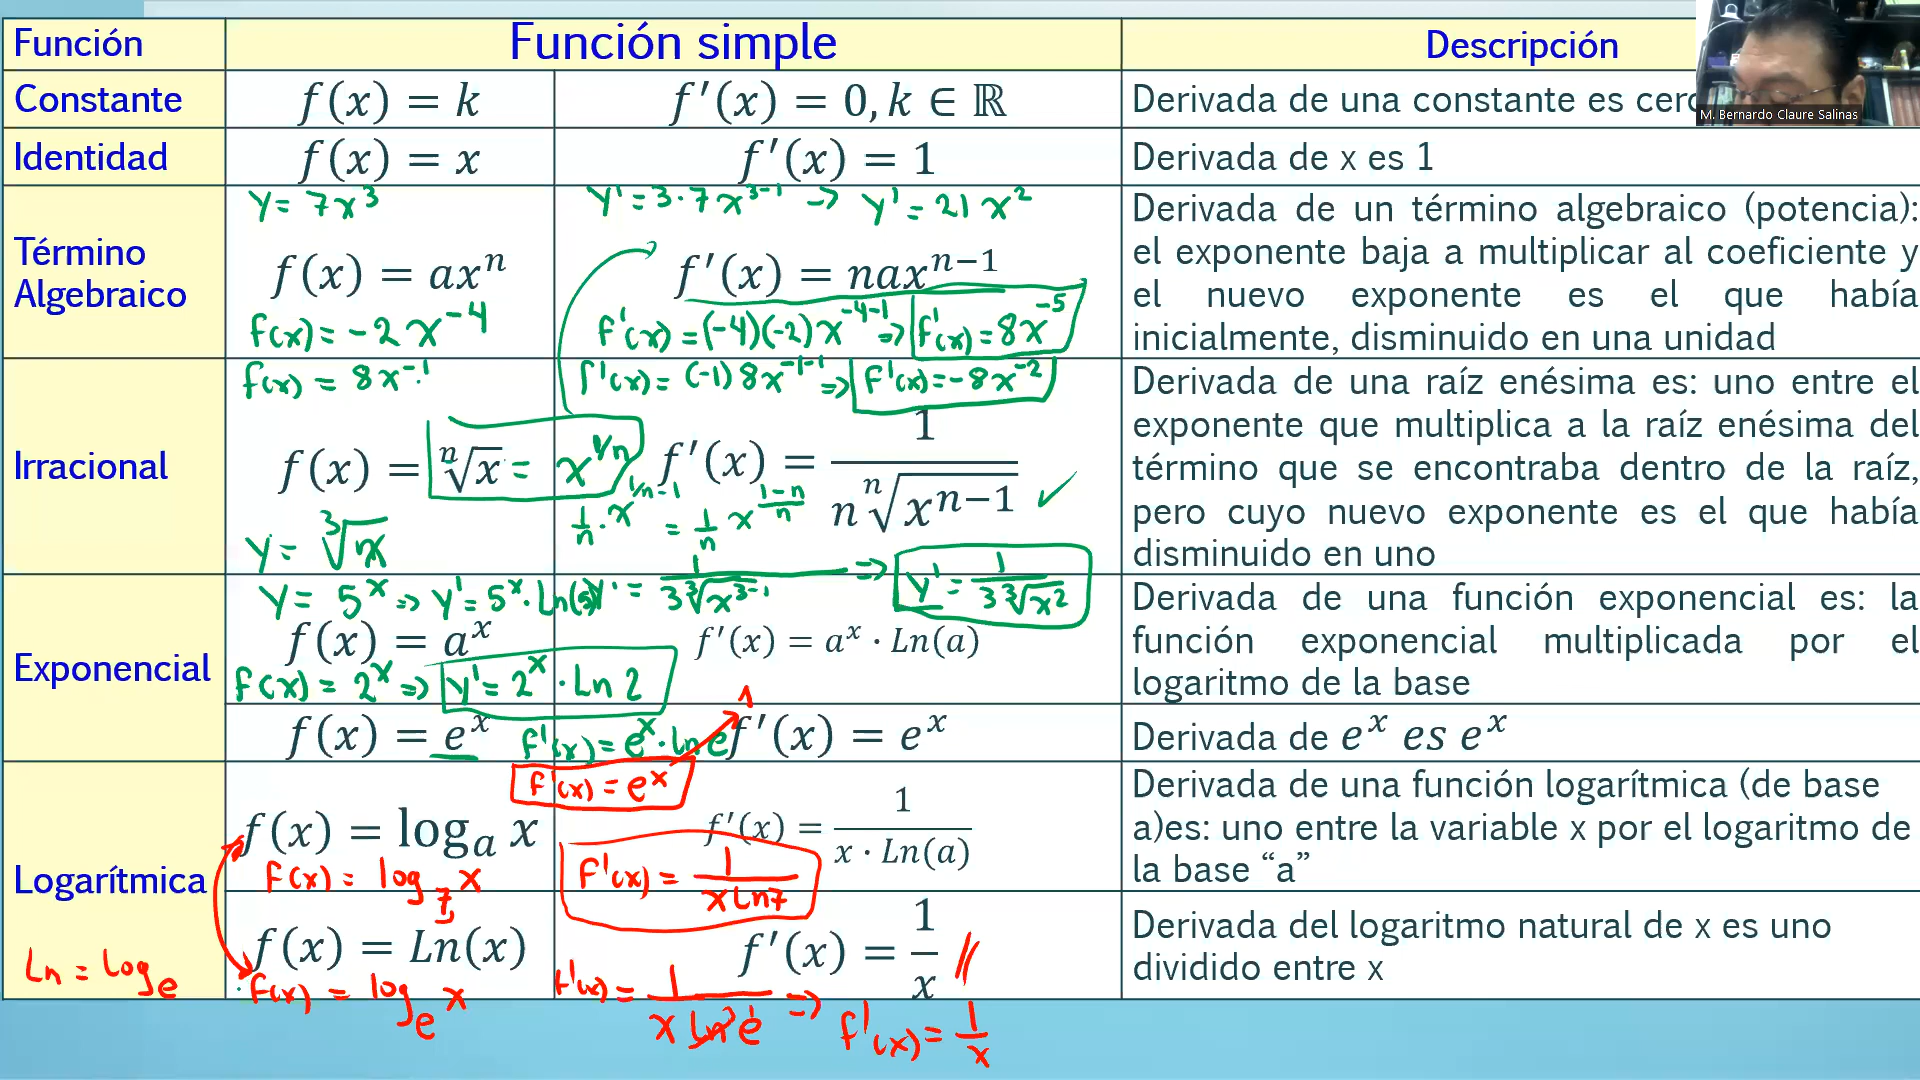 Función
Función simple
Descripción
M. Bernardo Claure Salinas
Constante
f(x) = k
f'(x) = 0, k ∈ ℝ
Derivada de una constante es cero
Identidad
f(x) = x
f'(x) = 1
Derivada de x es 1
Término
Algebraico
y = 7x³
y' = 3·7x³⁻¹ => y' = 21x²
f(x) = axⁿ
f'(x) = naxⁿ⁻¹
f(x) = -2x⁻⁴
f'(x) = (-4)(-2)x⁻⁴⁻¹ => f'(x) = 8x⁻⁵
Derivada de un término algebraico (potencia):
el exponente baja a multiplicar al coeficiente y
el nuevo exponente es el que había
inicialmente, disminuido en una unidad
Irracional
f(x) = 8x⁻¹
f'(x) = (-1)8x⁻¹⁻¹ => f'(x) = -8x⁻²
f(x) = ⁿ√x = x^(1/n)
f'(x) = 1/(n ⁿ√(xⁿ⁻¹)) ✓
1/n · x^(1/n-1) = 1/n x^((1-n)/n)
y = ³√x
y' = 1/(3 ³√(x³⁻¹)) => y' = 1/(3 ³√(x²))
Derivada de una raíz enésima es: uno entre el
exponente que multiplica a la raíz enésima del
término que se encontraba dentro de la raíz,
pero cuyo nuevo exponente es el que había
disminuido en uno
Exponencial
y = 5ˣ => y' = 5ˣ · Ln(5)
f(x) = aˣ
f'(x) = aˣ · Ln(a)
f(x) = 2ˣ => y' = 2ˣ · Ln 2
Derivada de una función exponencial es: la
función exponencial multiplicada por el
logaritmo de la base
f(x) = eˣ
f'(x) = eˣ · Ln e
1
f'(x) = eˣ
Derivada de eˣ es eˣ
f'(x) = eˣ
Logarítmica
f(x) = logₐ x
f'(x) = 1/(x · Ln(a))
f(x) = log₇ x
f'(x) = 1/(x Ln 7)
Derivada de una función logarítmica (de base
a)es: uno entre la variable x por el logaritmo de
la base “a”
Ln = logₑ
f(x) = Ln(x)
f'(x) = 1/x //
f(x) = logₑ x
f'(x) = 1/(x Ln e) => f'(x) = 1/x
Derivada del logaritmo natural de x es uno
dividido entre x